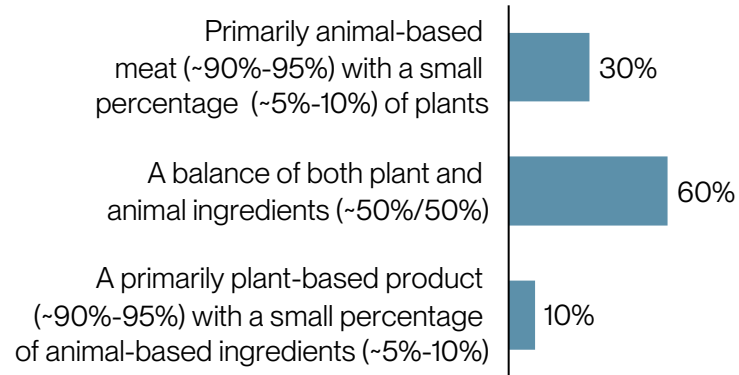 Primarily animal-based
meat (~90%-95%) with a small
percentage (~5%-10%) of plants
30%
A balance of both plant and
animal ingredients (~50%/50%)
60%
A primarily plant-based product
(~90%-95%) with a small percentage
of animal-based ingredients (~5%-10%)
10%